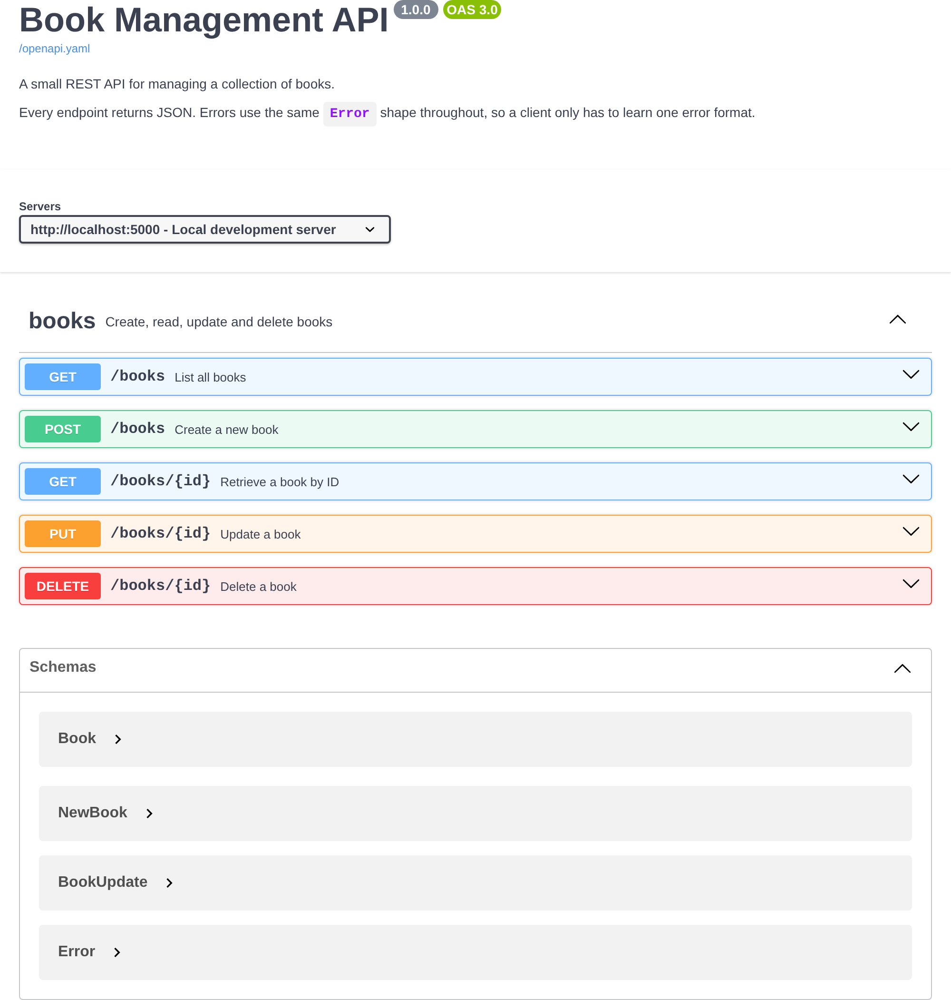 Book Management API 1.0.0 OAS 3.0
/openapi.yaml
A small REST API for managing a collection of books.
Every endpoint returns JSON. Errors use the same Error shape throughout, so a client only has to learn one error format.
Servers
http://localhost:5000 - Local development server
books Create, read, update and delete books
GET /books List all books
POST /books Create a new book
GET /books/{id} Retrieve a book by ID
PUT /books/{id} Update a book
DELETE /books/{id} Delete a book
Schemas
Book
NewBook
BookUpdate
Error